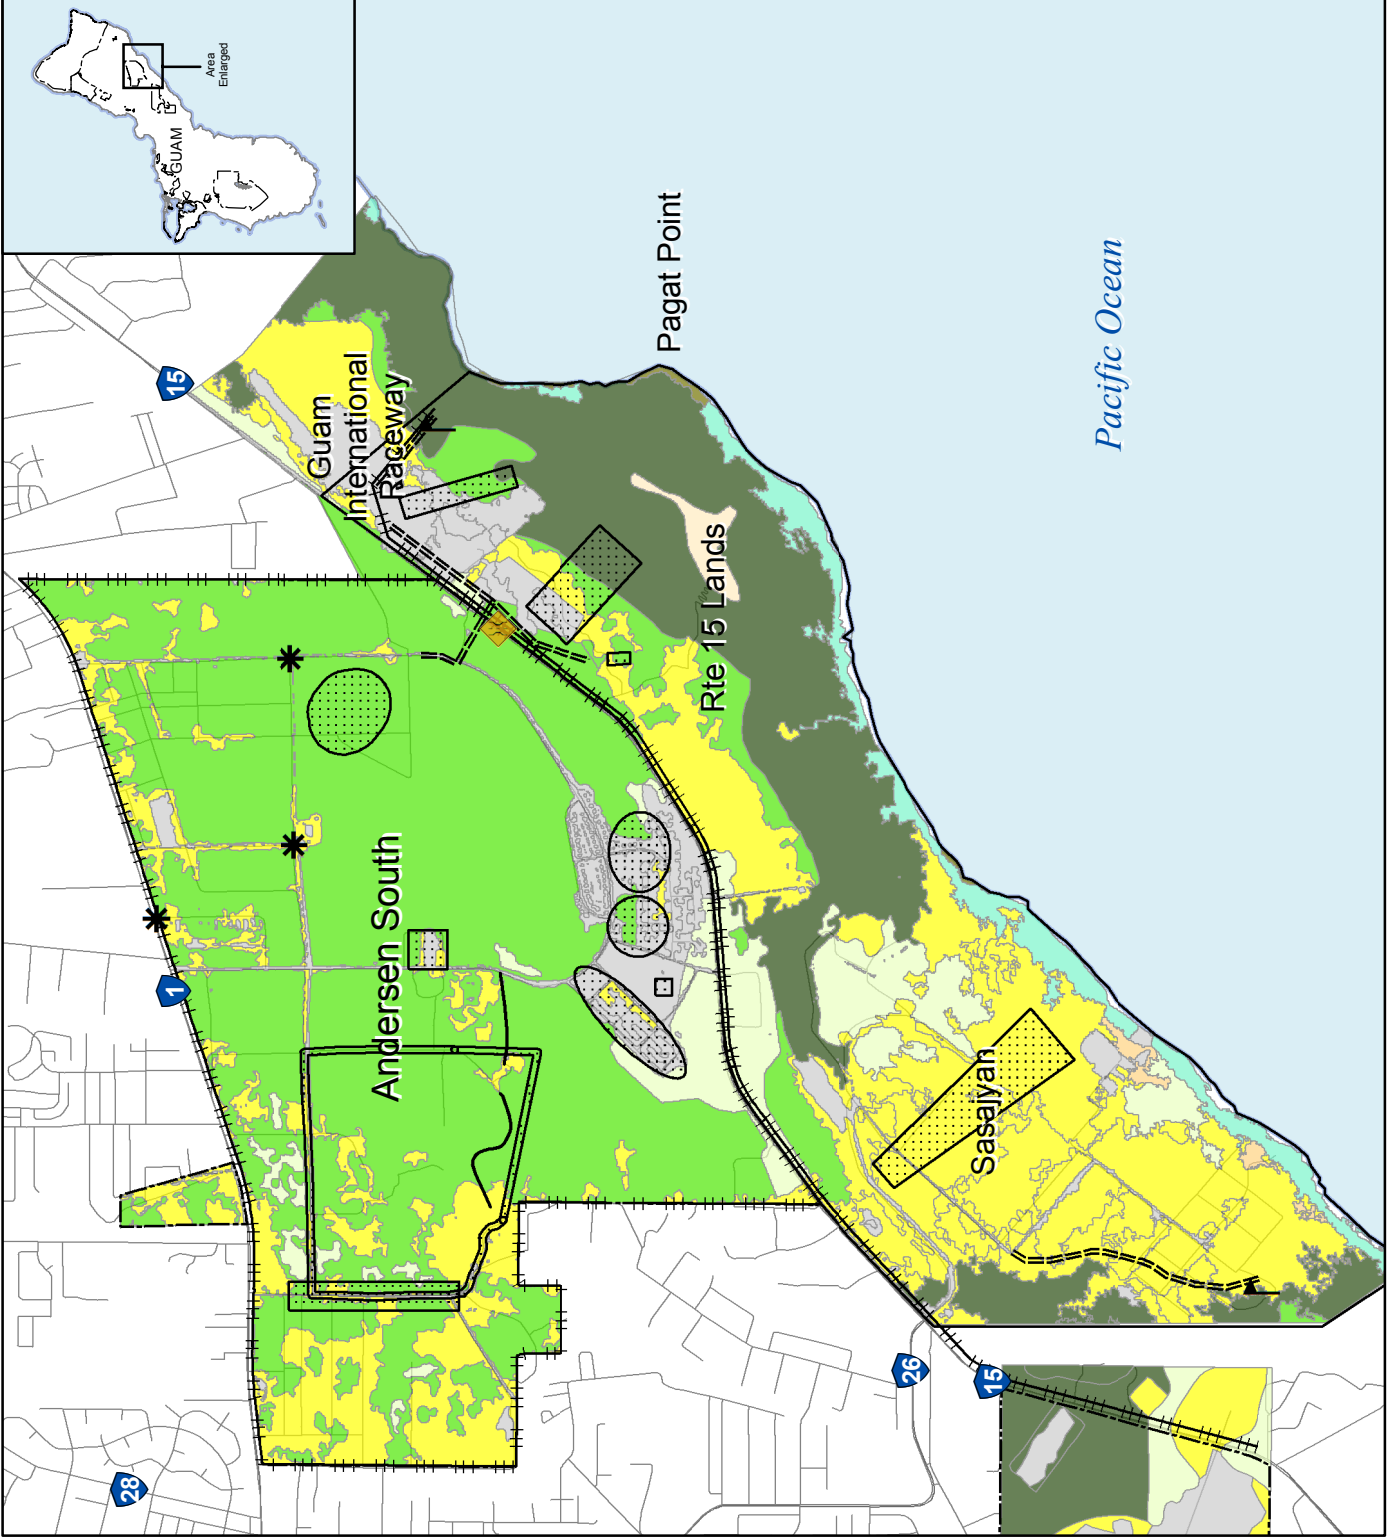 Area
Enlarged
GUAM
15
Guam
International
Raceway
Pagat Point
Pacific Ocean
Rte 15 Lands
1
Andersen South
Sasajyan
26
15
28